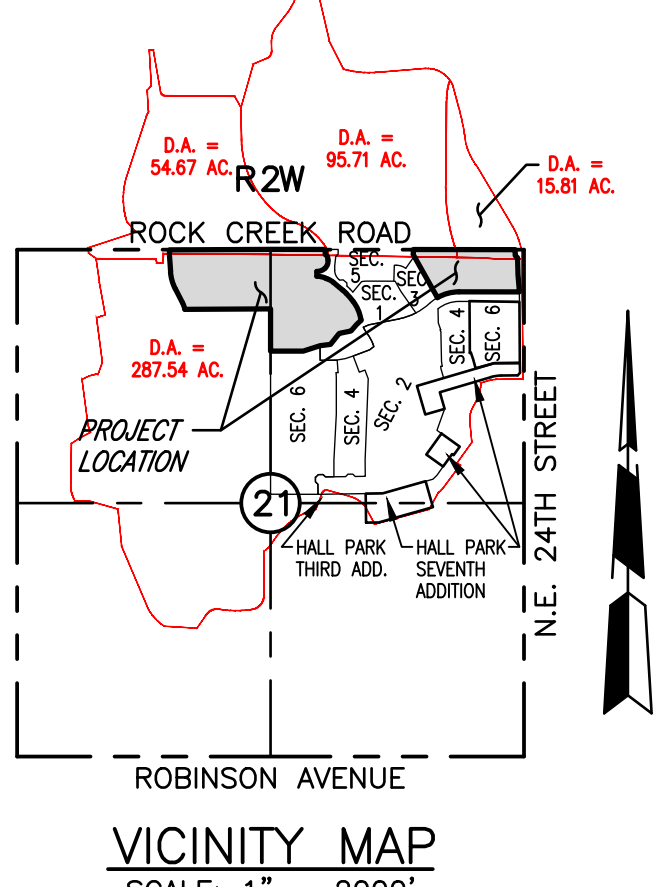 D.A. =
54.67 AC.
D.A. =
95.71 AC.
D.A. =
15.81 AC.
R2W
ROCK CREEK ROAD
SEC.
5
SEC.
3
SEC.
1
SEC. 4
SEC. 6
D.A. =
287.54 AC.
SEC. 6
SEC. 4
SEC. 2
PROJECT
LOCATION
21
HALL PARK
THIRD ADD.
HALL PARK
SEVENTH
ADDITION
N.E. 24TH STREET
ROBINSON AVENUE
VICINITY MAP
SCALE: 1"